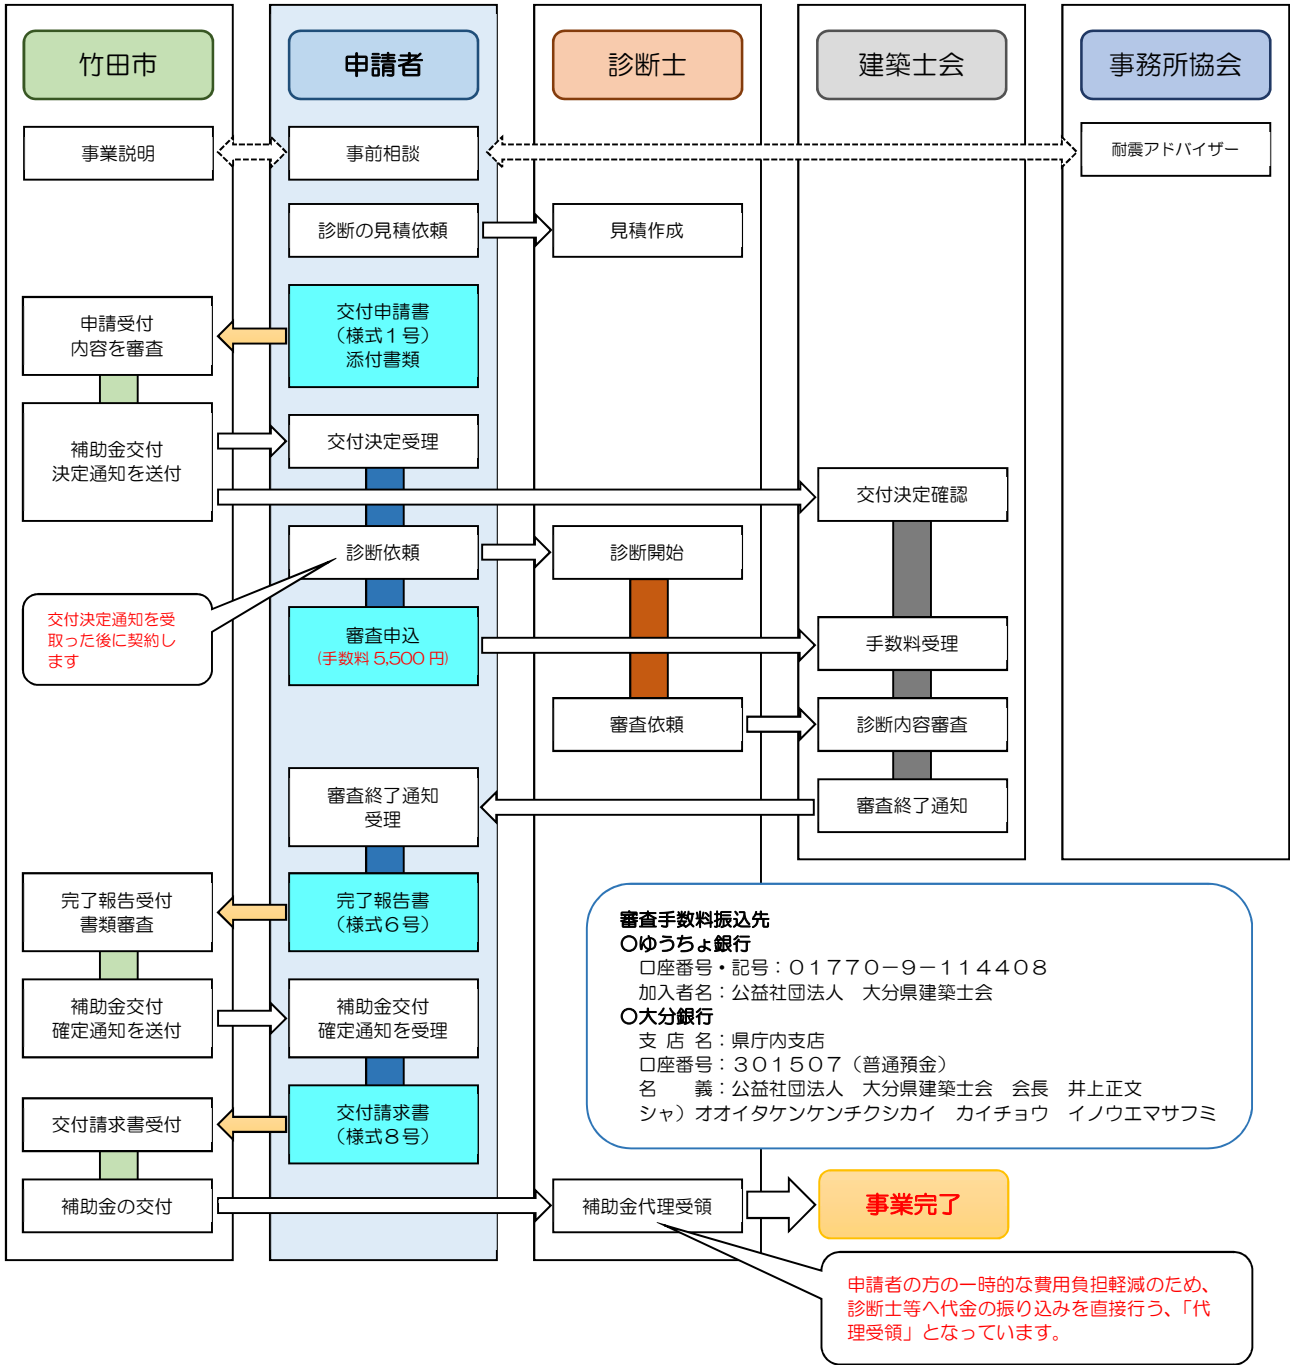 竹田市
申請者
診断士
建築士会
事務所協会
事業説明
事前相談
耐震アドバイザー
診断の見積依頼
見積作成
申請受付
内容を審査
交付申請書
（様式１号）
添付書類
補助金交付
決定通知を送付
交付決定受理
交付決定確認
診断依頼
診断開始
交付決定通知を受
取った後に契約し
ます
審査申込
(手数料 5,500 円)
手数料受理
審査依頼
診断内容審査
審査終了通知
受理
審査終了通知
完了報告受付
書類審査
完了報告書
（様式６号）
審査手数料振込先
〇ゆうちょ銀行
口座番号・記号：０１７７０－９－１１４４０８
加入者名：公益社団法人　大分県建築士会
〇大分銀行
支 店 名：県庁内支店
口座番号：３０１５０７（普通預金）
名　　義：公益社団法人　大分県建築士会　会長　井上正文
シャ）オオイタケンケンチクシカイ　カイチョウ　イノウエマサフミ
補助金交付
確定通知を送付
補助金交付
確定通知を受理
交付請求書受付
交付請求書
（様式８号）
補助金の交付
補助金代理受領
事業完了
申請者の方の一時的な費用負担軽減のため、
診断士等へ代金の振り込みを直接行う、「代
理受領」となっています。